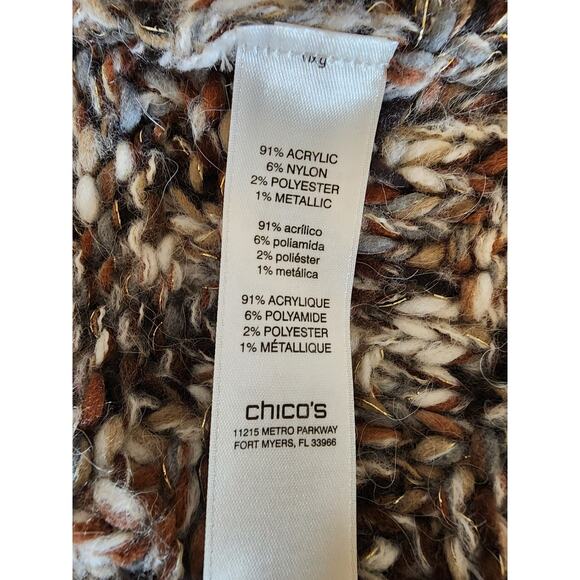 91% ACRYLIC
6% NYLON
2% POLYESTER
1% METALLIC
91% acrílico
6% poliamida
2% poliéster
1% metálica
91% ACRYLIQUE
6% POLYAMIDE
2% POLYESTER
1% MÉTALLIQUE
chico's
11215 METRO PARKWAY
FORT MYERS, FL 33966